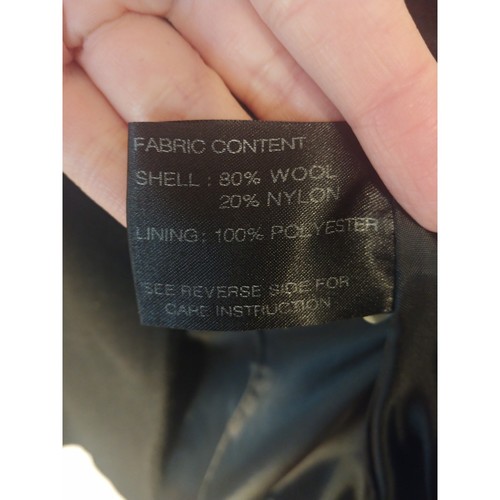 FABRIC CONTENT
SHELL : 80% WOOL
20% NYLON
LINING: 100% POLYESTER
*SEE REVERSE SIDE FOR
CARE INSTRUCTION